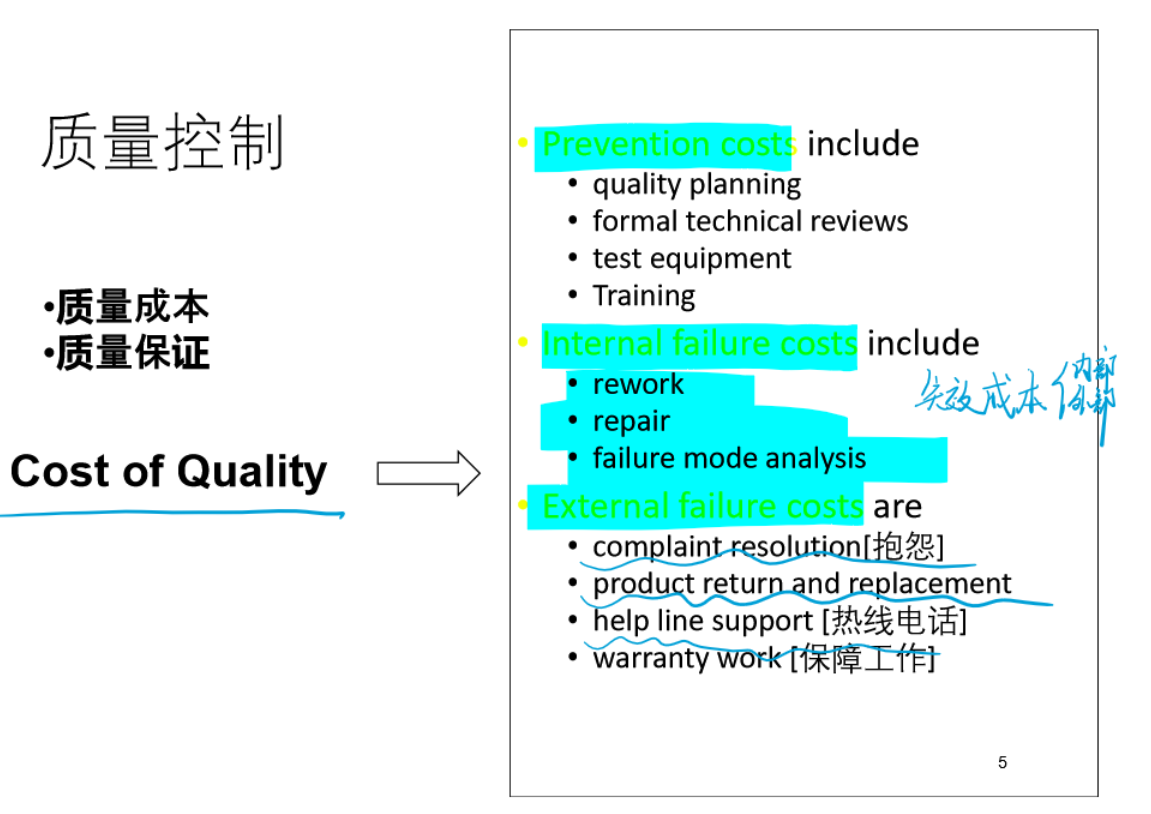 质量控制
•质量成本
•质量保证
Cost of Quality
• Prevention costs include
• quality planning
• formal technical reviews
• test equipment
• Training
• Internal failure costs include
• rework
• repair
• failure mode analysis
失效成本
内部
外部
• External failure costs are
• complaint resolution[抱怨]
• product return and replacement
• help line support [热线电话]
• warranty work [保障工作]
5